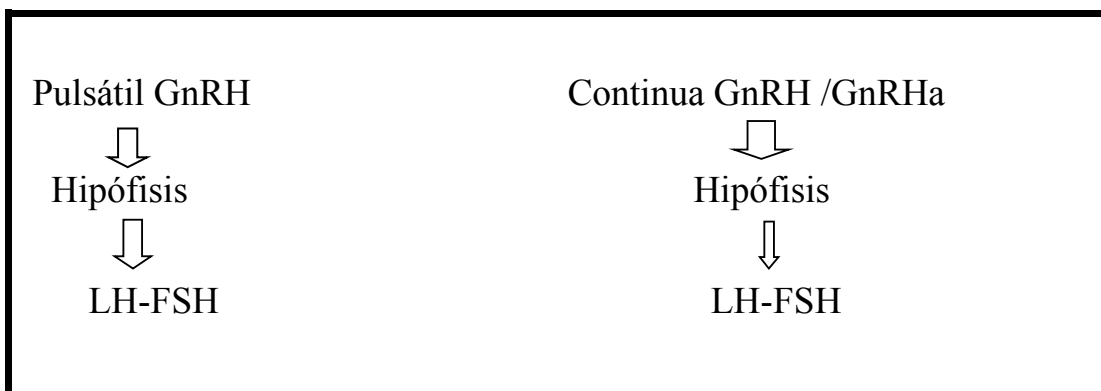 Pulsátil GnRH
Continua GnRH /GnRHa
Hipófisis
Hipófisis
LH-FSH
LH-FSH